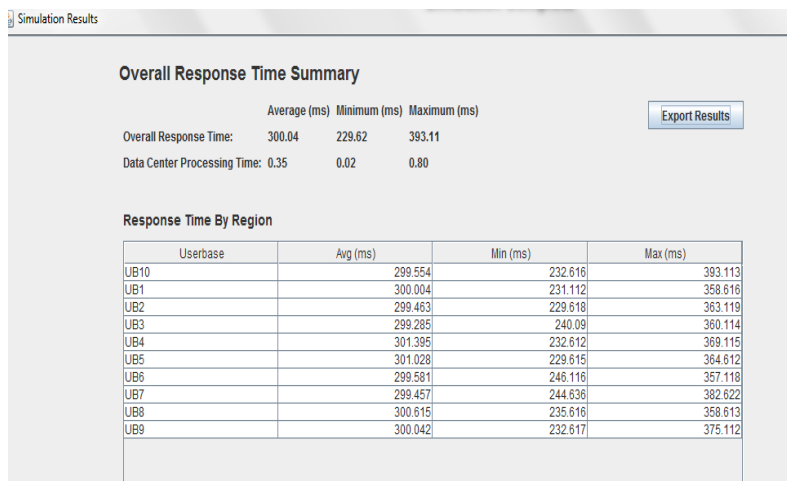 Simulation Results
Overall Response Time Summary
Average (ms) Minimum (ms) Maximum (ms)
Export Results
Overall Response Time: 300.04 229.62 393.11
Data Center Processing Time: 0.35 0.02 0.80
Response Time By Region
Userbase Avg (ms) Min (ms) Max (ms)
UB10 299.554 232.616 393.113
UB1 300.004 231.112 358.616
UB2 299.463 229.618 363.119
UB3 299.285 240.09 360.114
UB4 301.395 232.612 369.115
UB5 301.028 229.615 364.612
UB6 299.581 246.116 357.118
UB7 299.457 244.636 382.622
UB8 300.615 235.616 358.613
UB9 300.042 232.617 375.112